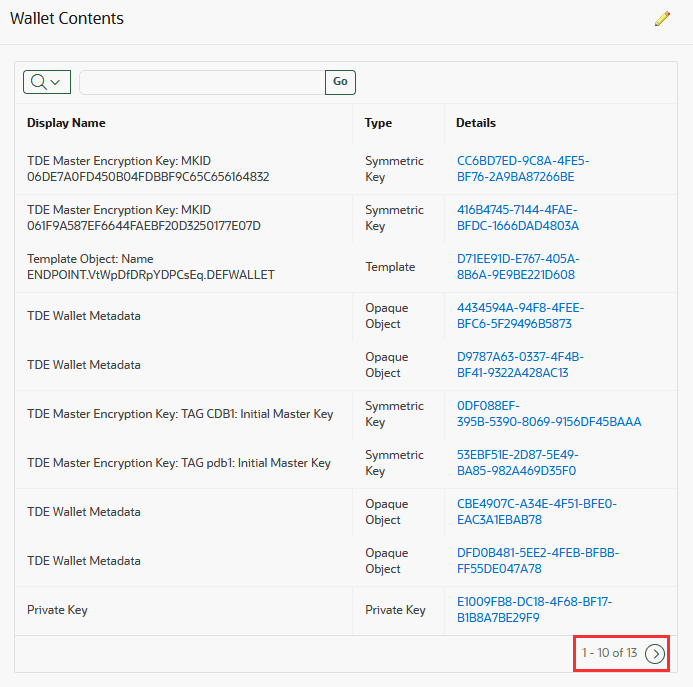 Wallet Contents
Go
Display Name Type Details
TDE Master Encryption Key: MKID
06DE7A0FD450B04FDBBF9C65C656164832
Symmetric
Key
CC6BD7ED-9C8A-4FE5-
BF76-2A9BA87266BE
TDE Master Encryption Key: MKID
061F9A587EF6644FAEBF20D3250177E07D
Symmetric
Key
416B4745-7144-4FAE-
BFDC-1666DAD4803A
Template Object: Name
ENDPOINT.VtWpDfDRpYDPCsEq.DEFWALLET
Template
D71EE91D-E767-405A-
8B6A-9E9BE221D608
TDE Wallet Metadata
Opaque
Object
4434594A-94F8-4FEE-
BFC6-5F29496B5873
TDE Wallet Metadata
Opaque
Object
D9787A63-0337-4F4B-
BF41-9322A428AC13
TDE Master Encryption Key: TAG CDB1: Initial Master Key
Symmetric
Key
0DF088EF-
395B-5390-8069-9156DF45BAAA
TDE Master Encryption Key: TAG pdb1: Initial Master Key
Symmetric
Key
53EBF51E-2D87-5E49-
BA85-982A469D35F0
TDE Wallet Metadata
Opaque
Object
CBE4907C-A34E-4F51-BFE0-
EAC3A1EBAB78
TDE Wallet Metadata
Opaque
Object
DFD0B481-5EE2-4FEB-BFBB-
FF55DE047A78
Private Key
Private Key
E1009FB8-DC18-4F68-BF17-
B1B8A7BE29F9
1 - 10 of 13